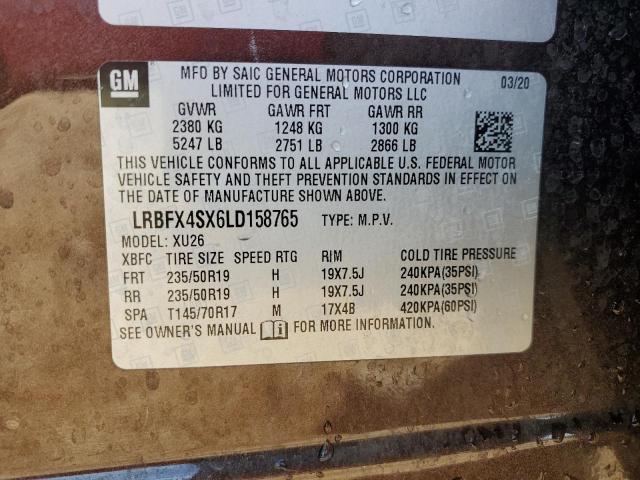 GM
MFD BY SAIC GENERAL MOTORS CORPORATION
LIMITED FOR GENERAL MOTORS LLC
03/20
GVWR GAWR FRT GAWR RR
2380 KG 1248 KG 1300 KG
5247 LB 2751 LB 2866 LB
THIS VEHICLE CONFORMS TO ALL APPLICABLE U.S. FEDERAL MOTOR
VEHICLE SAFETY AND THEFT PREVENTION STANDARDS IN EFFECT ON
THE DATE OF MANUFACTURE SHOWN ABOVE.
LRBFX4SX6LD158765 TYPE: M.P.V.
MODEL: XU26
XBFC TIRE SIZE SPEED RTG RIM COLD TIRE PRESSURE
FRT 235/50R19 H 19X7.5J 240KPA(35PSI)
RR 235/50R19 H 19X7.5J 240KPA(35PSI)
SPA T145/70R17 M 17X4B 420KPA(60PSI)
SEE OWNER'S MANUAL FOR MORE INFORMATION.